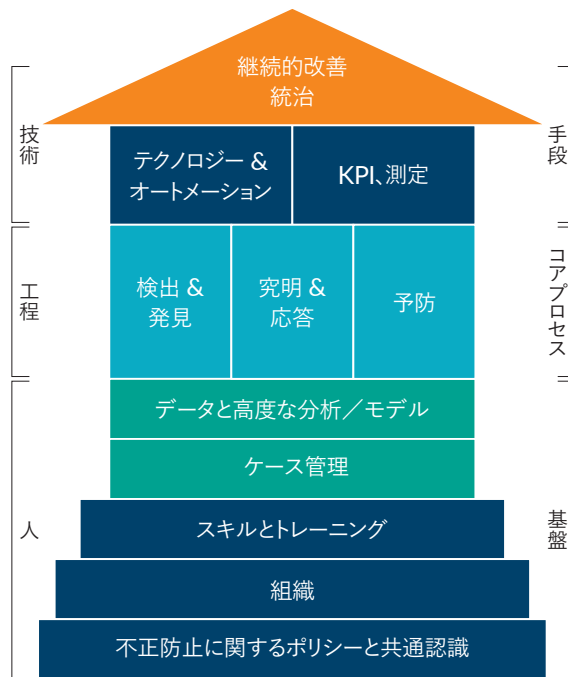 継続的改善
統治
技術
手段
テクノロジー &
オートメーション
KPI、測定
工程
コアプロセス
検出 &
発見
究明 &
応答
予防
人
基盤
データと高度な分析／モデル
ケース管理
スキルとトレーニング
組織
不正防止に関するポリシーと共通認識